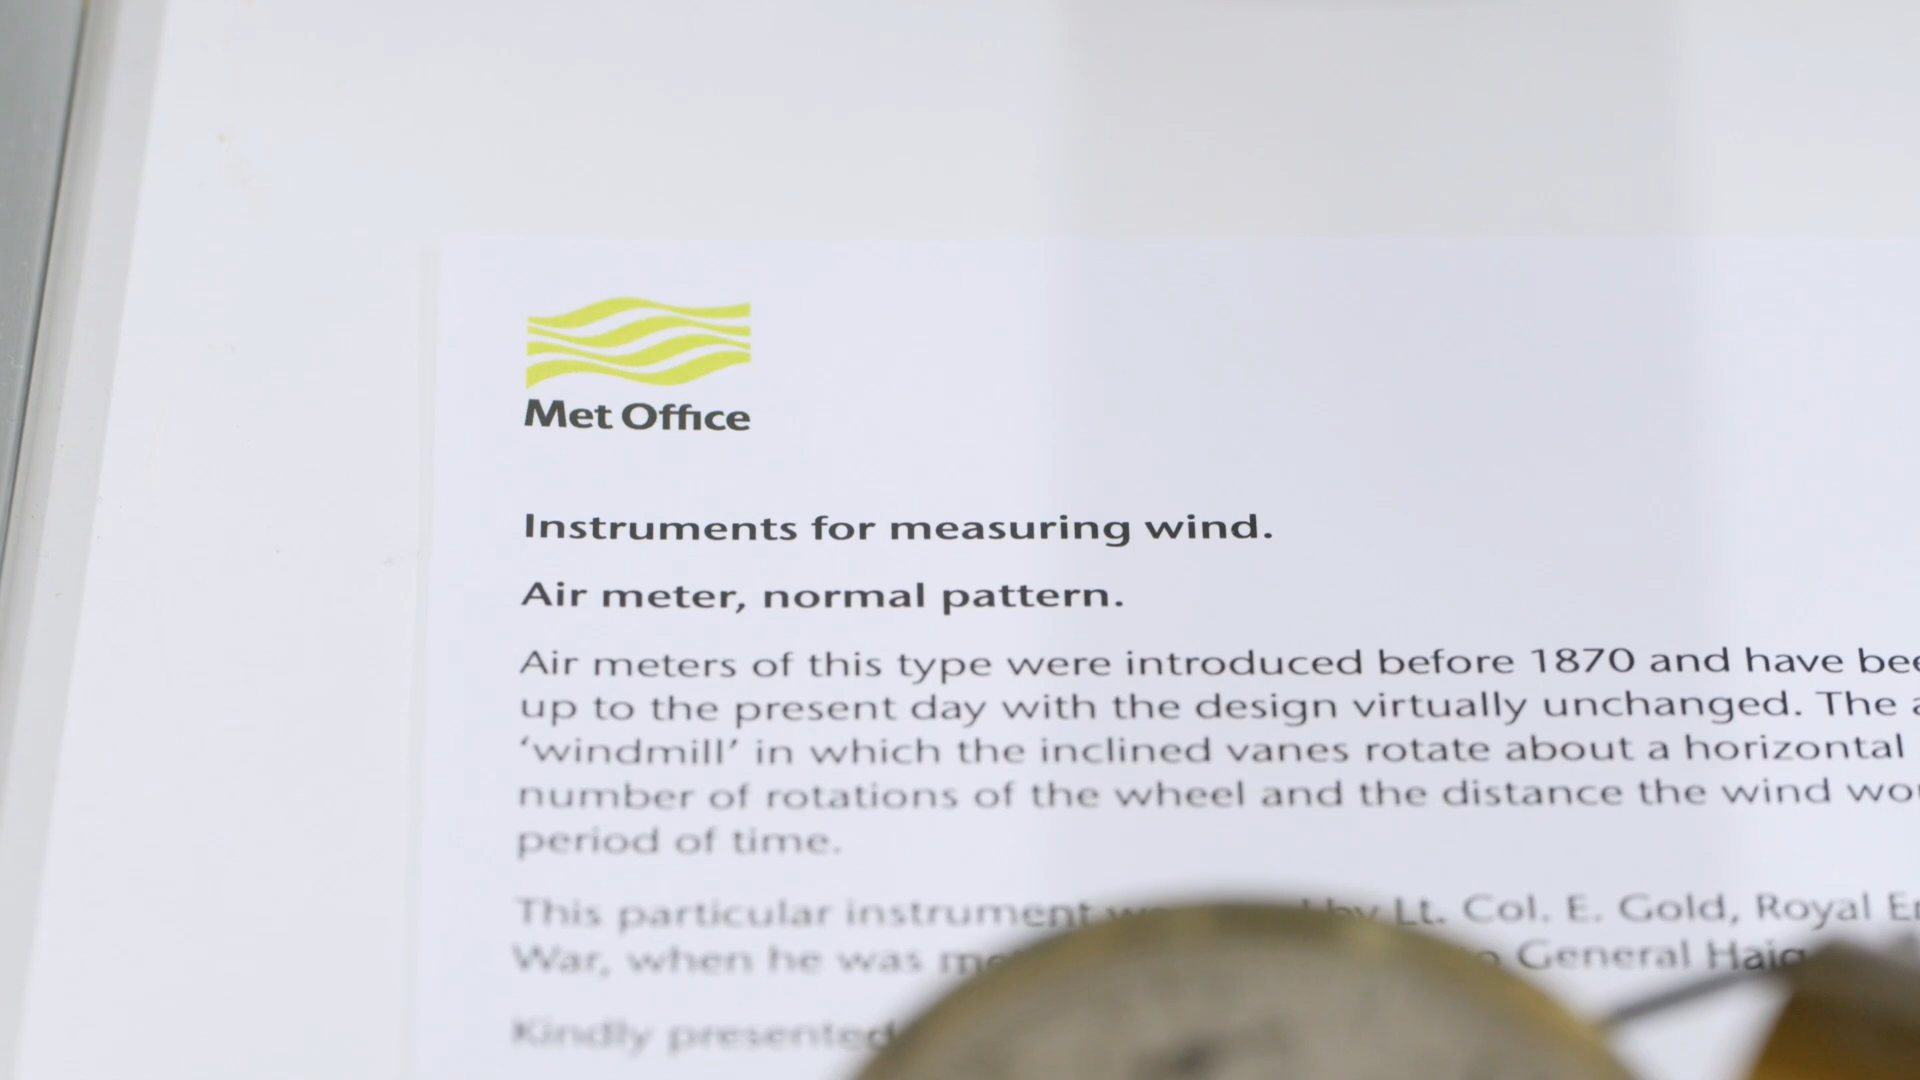 Met Office
Instruments for measuring wind.
Air meter, normal pattern.
Air meters of this type were introduced before 1870 and have
up to the present day with the design virtually unchanged. The
‘windmill’ in which the inclined vanes rotate about a horizontal
number of rotations of the wheel and the distance the wind
period of time.
This particular instrument by Lt. Col. E. Gold, Royal
War, when he was General Haig
Kindly presented